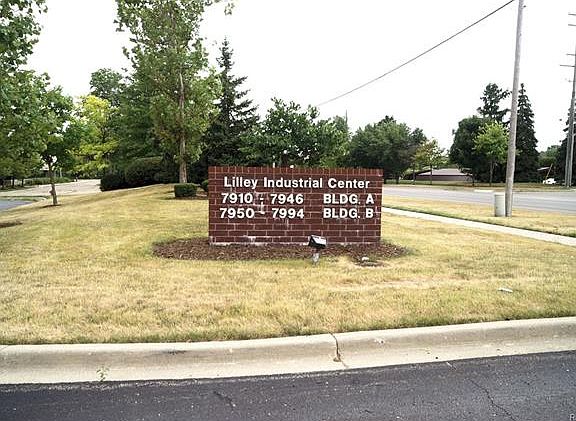 Lilley Industrial Center
7910 - 7946 BLDG. A
7950 - 7994 BLDG. B